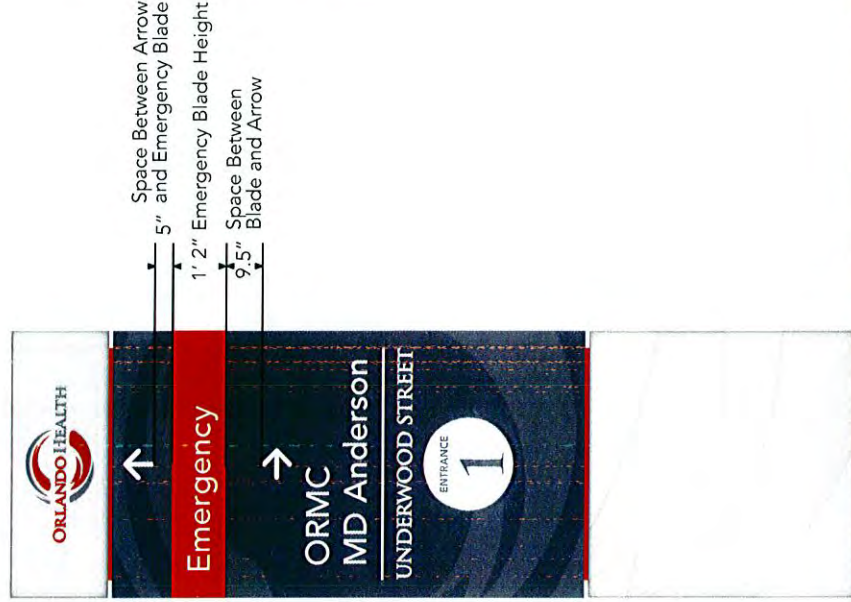 Space Between Arrow
5" and Emergency Blade
1' 2" Emergency Blade Height
9.5" Space Between
Blade and Arrow
ORLANDO HEALTH
Emergency
ORMC
MD Anderson
UNDERWOOD STREET
ENTRANCE
1